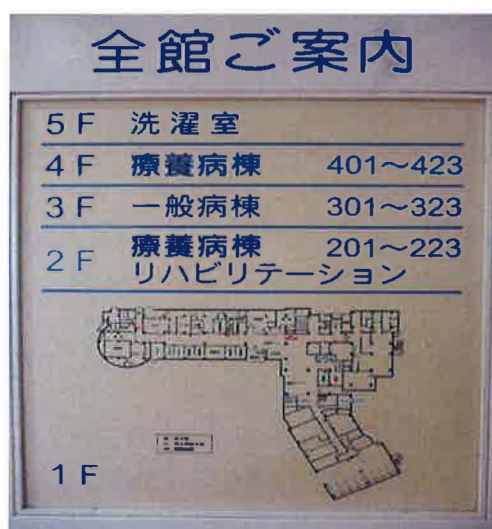 全館ご案内
5F 洗濯室
4F 療養病棟 401~423
3F 一般病棟 301~323
2F 療養病棟 201~223
リハビリテーション
1F